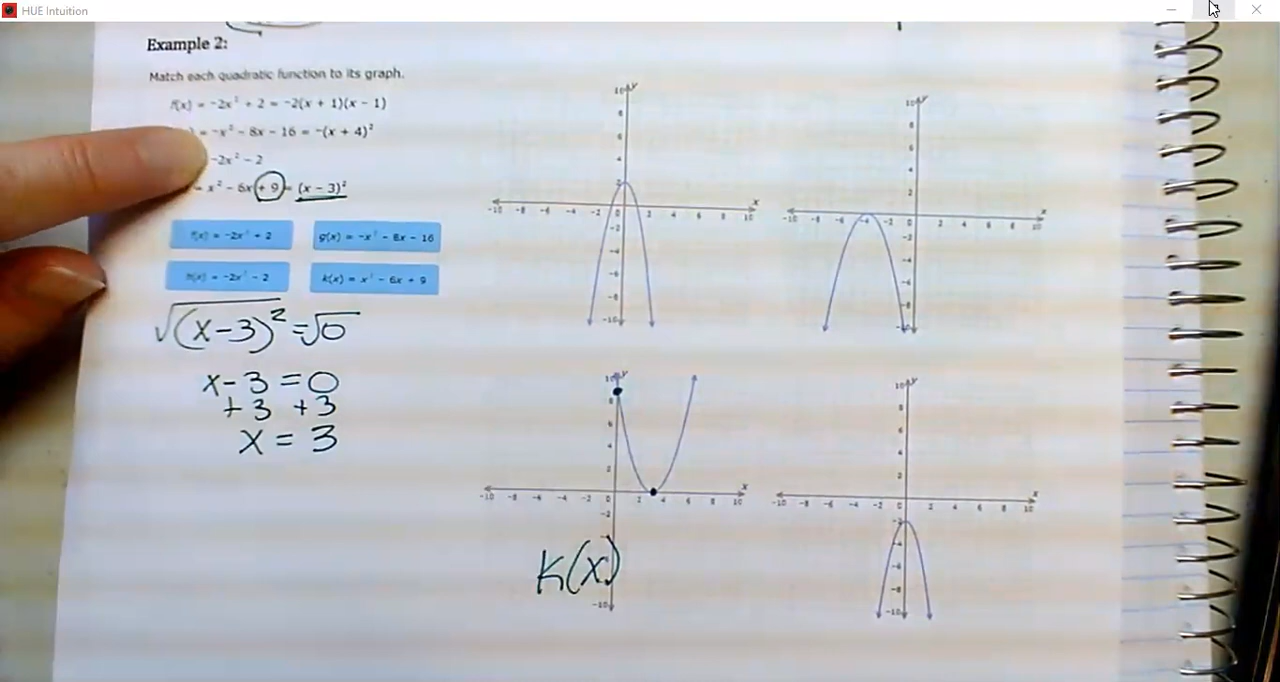 HUE Intuition
Example 2:
Match each quadratic function to its graph.
f(x) = -2x² + 2 = -2(x + 1)(x - 1)
= -x² - 8x - 16 = -(x + 4)²
-2x² - 2
= x² - 6x + 9 = (x - 3)²
f(x) = -2x² + 2
g(x) = -x² - 8x - 16
h(x) = -2x² - 2
k(x) = x² - 6x + 9
√(x-3)² = √0
x - 3 = 0
+3 +3
x = 3
K(x)